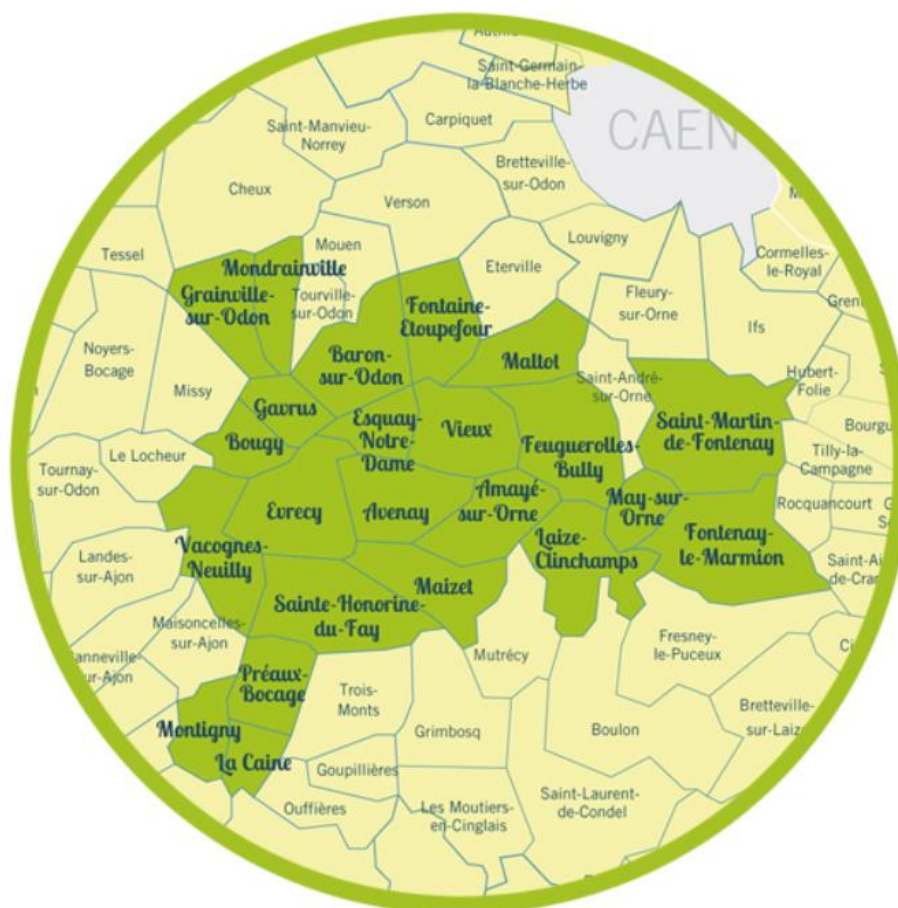 Saint-Germain-
la-Blanche-Herbe
CAEN
Carpiquet
Saint-Manvieu-
Norrey
Bretteville-
sur-Odon
Cheux
Verson
Louvigny
Mouen
Tessel
Eterville
Cormelles-
le-Royal
Mondrainville
Grainville-
sur-Odon
Tourville-
sur-Odon
Fontaine-
Etoupefour
Fleury-
sur-Orne
Ifs
Noyers-
Bocage
Baron-
sur-Odon
Maltot
Hubert-
Folie
Missy
Saint-André-
sur-Orne
Gavrus
Esquay-
Notre-
Dame
Vieux
Saint-Martin-
de-Fontenay
Bougy
Feuguerolles-
Bully
Le Locheur
Tilly-la-
Campagne
Tournay-
sur-Odon
Evrecy
Avenay
Amayé-
sur-Orne
May-sur-
Orne
Rocquancourt
Laize-
Clinchamps
Fontenay-
le-Marmion
Vacognes-
Neuilly
Landes-
sur-Ajon
Maizet
Sainte-Honorine-
du-Fay
Maisoncelles-
sur-Ajon
Mutrécy
Fresney-
le-Puceux
Préaux-
Bocage
Trois-
Monts
Montigny
Grimbosq
Boulon
La Caine
Goupillières
Ouffières
Les Moutiers-
en-Cinglais
Saint-Laurent-
de-Condel
Bretteville-